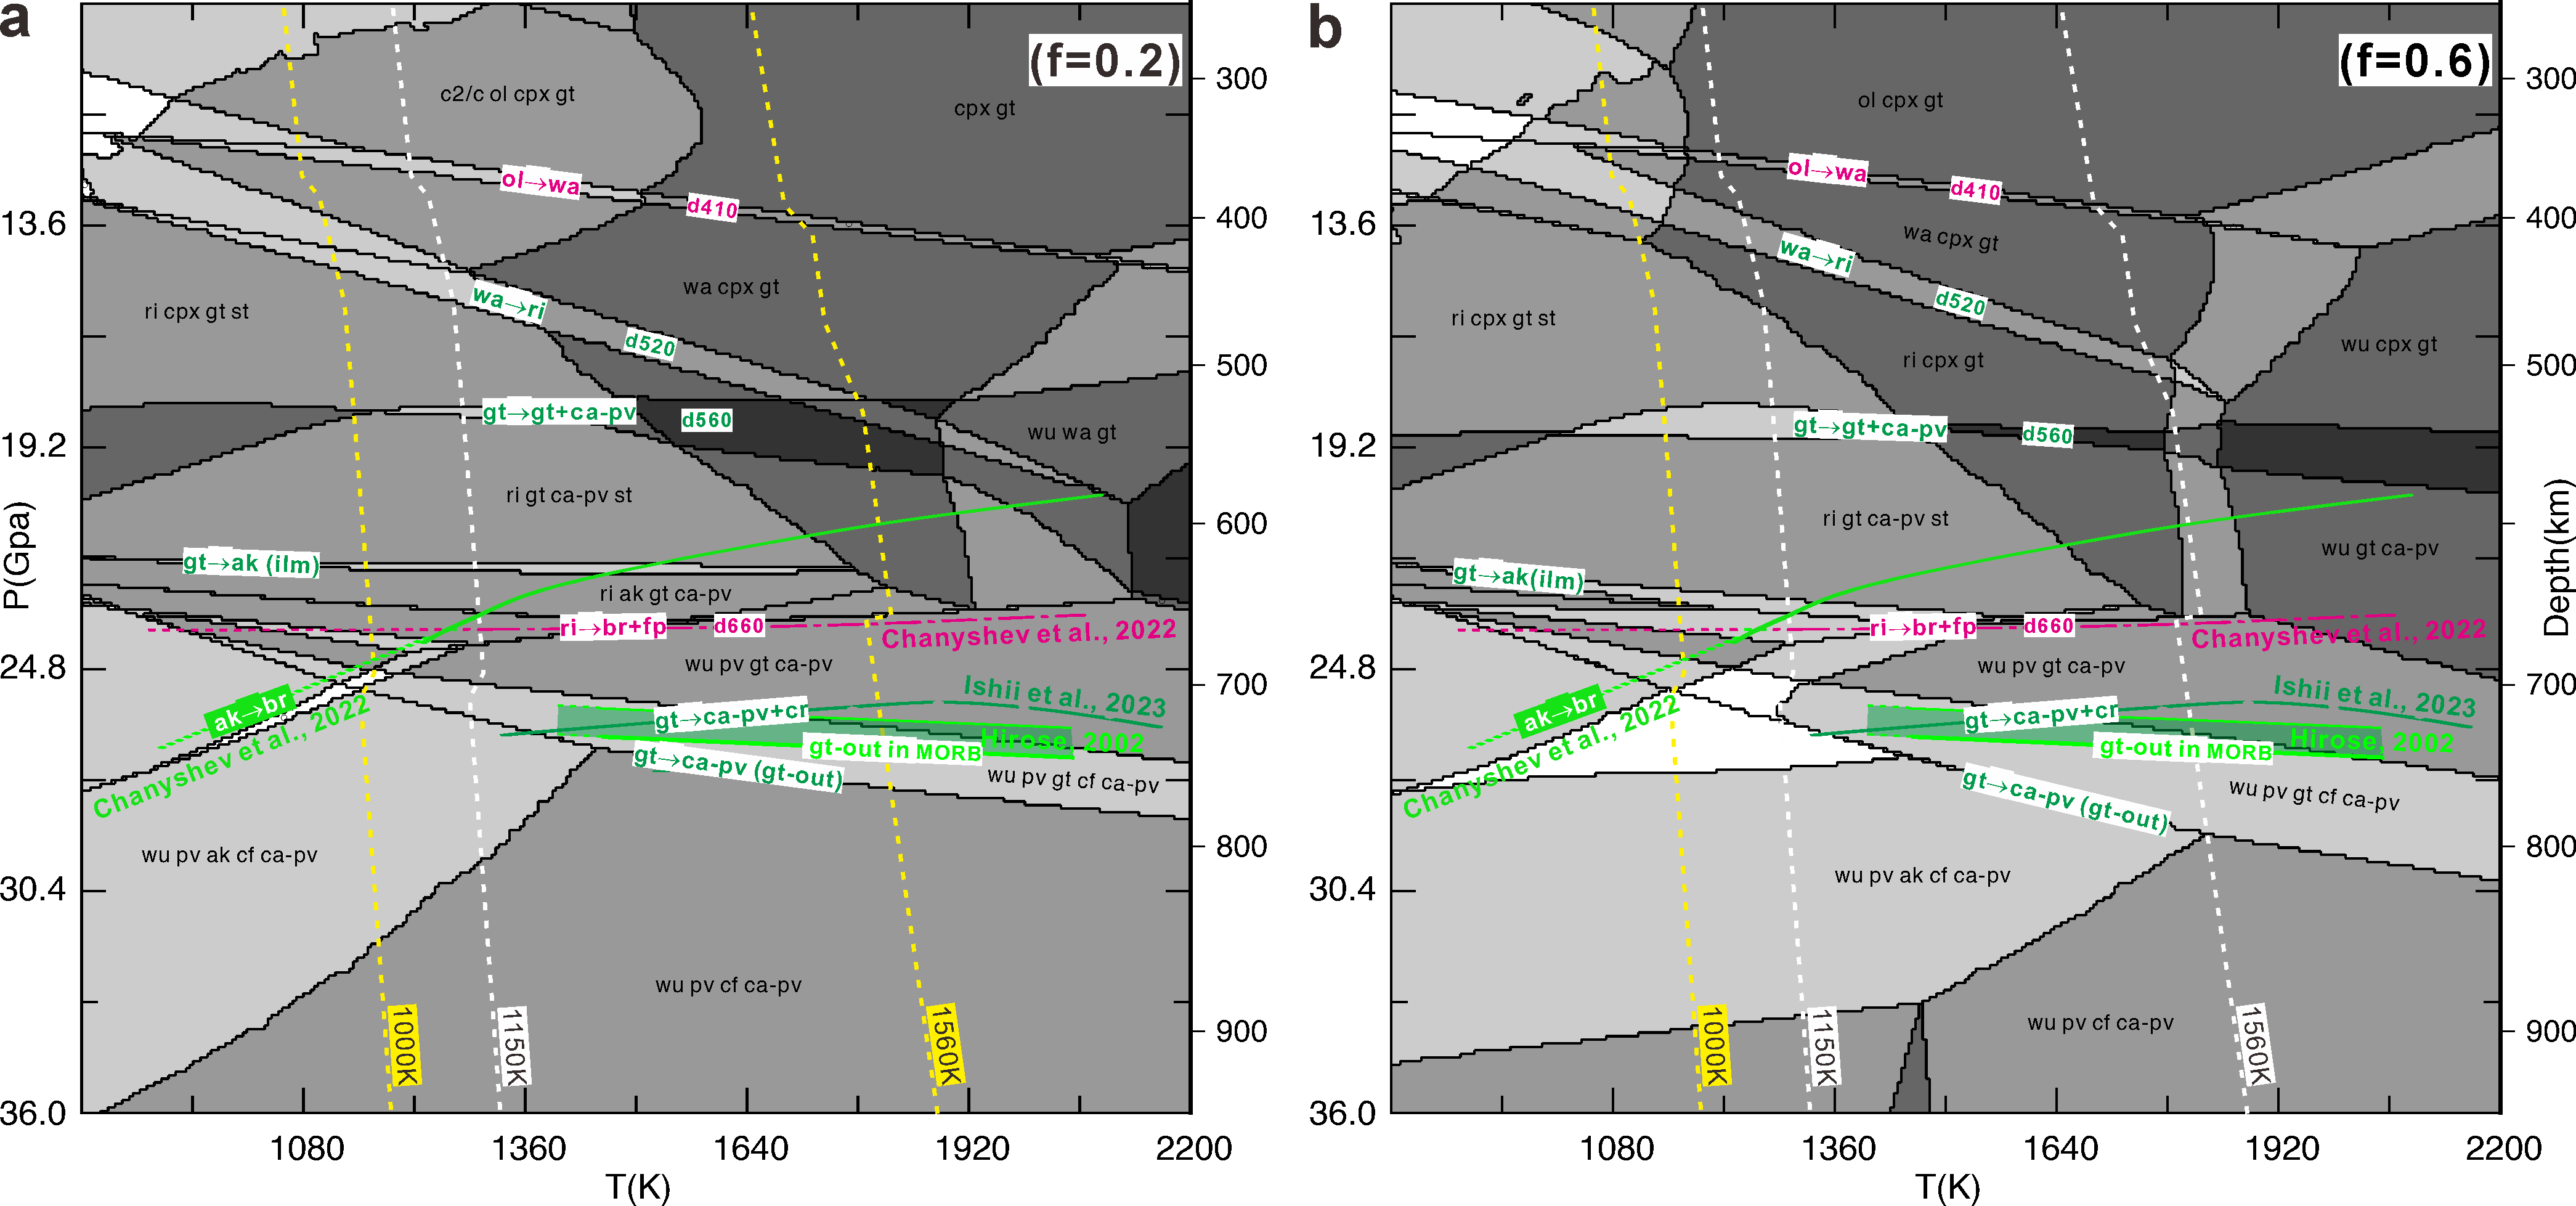 a
(f=0.2)
c2/c ol cpx gt
cpx gt
ol→wa
d410
wa cpx gt
ri cpx gt st
wa→ri
d520
gt→gt+ca-pv
d560
wu wa gt
ri gt ca-pv st
gt→ak (ilm)
ri ak gt ca-pv
ri→br+fp
d660
Chanyshev et al., 2022
wu pv gt ca-pv
ak→br
Chanyshev et al., 2022
Ishii et al., 2023
gt→ca-pv+cr
Hirose, 2002
gt-out in MORB
gt→ca-pv (gt-out)
wu pv gt cf ca-pv
wu pv ak cf ca-pv
wu pv cf ca-pv
1000K
1150K
1560K
13.6
19.2
24.8
30.4
36.0
P(Gpa)
1080
1360
1640
1920
2200
T(K)
300
400
500
600
700
800
900
b
(f=0.6)
ol cpx gt
ol→wa
d410
wa cpx gt
wa→ri
d520
ri cpx gt st
ri cpx gt
wu cpx gt
gt→gt+ca-pv
d560
ri gt ca-pv st
wu gt ca-pv
gt→ak(ilm)
ri→br+fp
d660
Chanyshev et al., 2022
wu pv gt ca-pv
ak→br
Chanyshev et al., 2022
Ishii et al., 2023
gt→ca-pv+cr
Hirose, 2002
gt-out in MORB
gt→ca-pv (gt-out)
wu pv gt cf ca-pv
wu pv ak cf ca-pv
wu pv cf ca-pv
1000K
1150K
1560K
13.6
19.2
24.8
30.4
36.0
1080
1360
1640
1920
2200
T(K)
300
400
500
600
700
800
900
Depth(km)